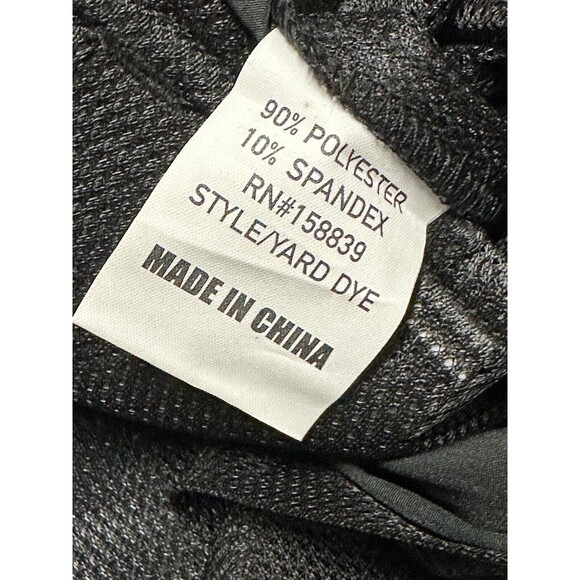 90% POLYESTER
10% SPANDEX
RN#158839
STYLE/YARD DYE
MADE IN CHINA